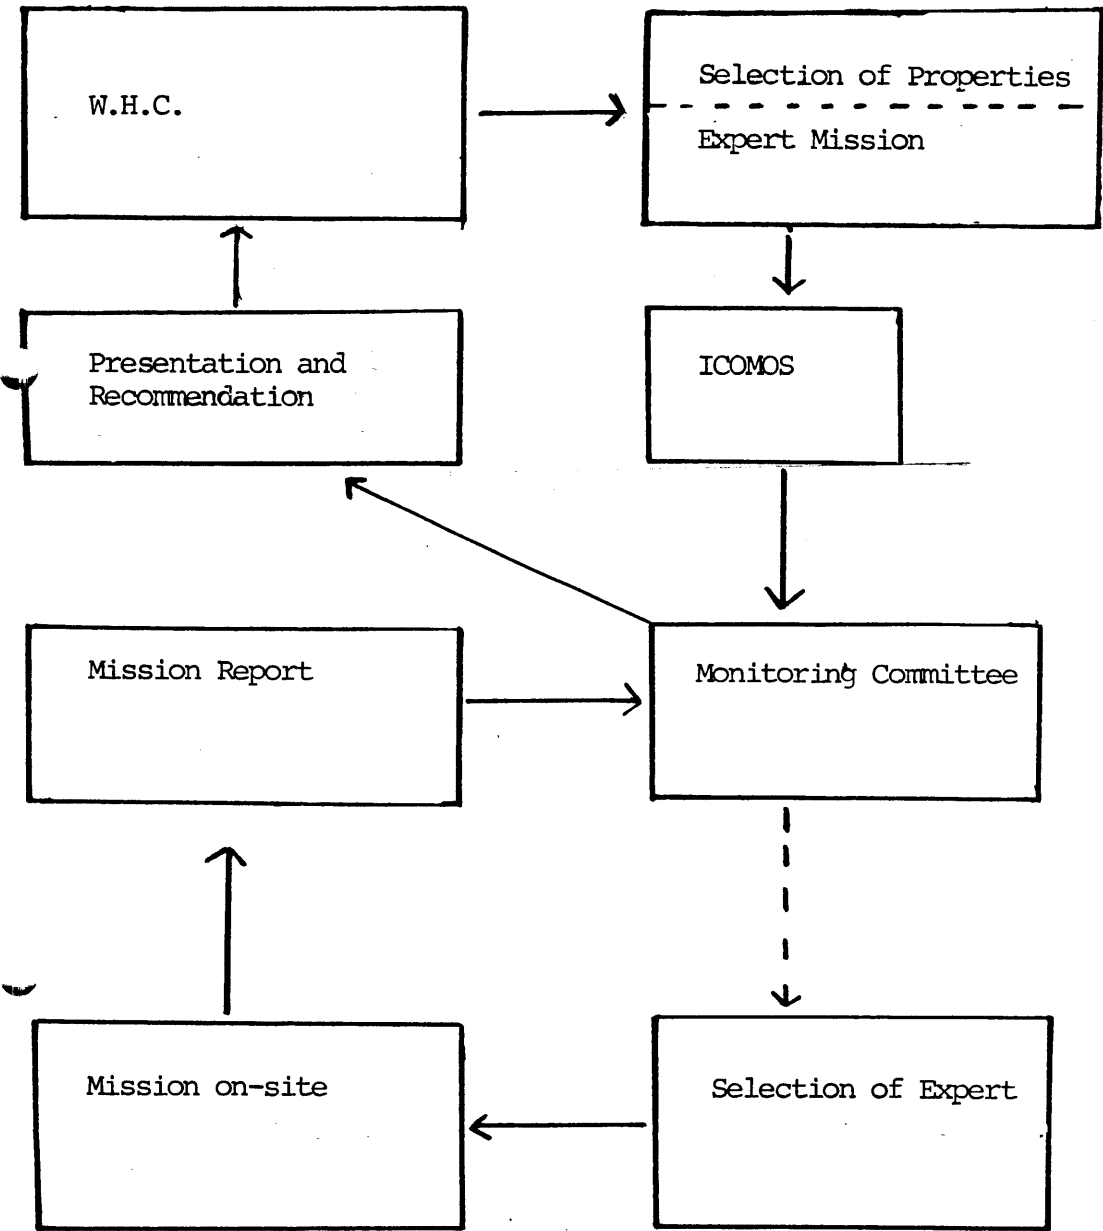 W.H.C.
Selection of Properties
Expert Mission
Presentation and
Recommendation
ICOMOS
Mission Report
Monitoring Committee
Mission on-site
Selection of Expert